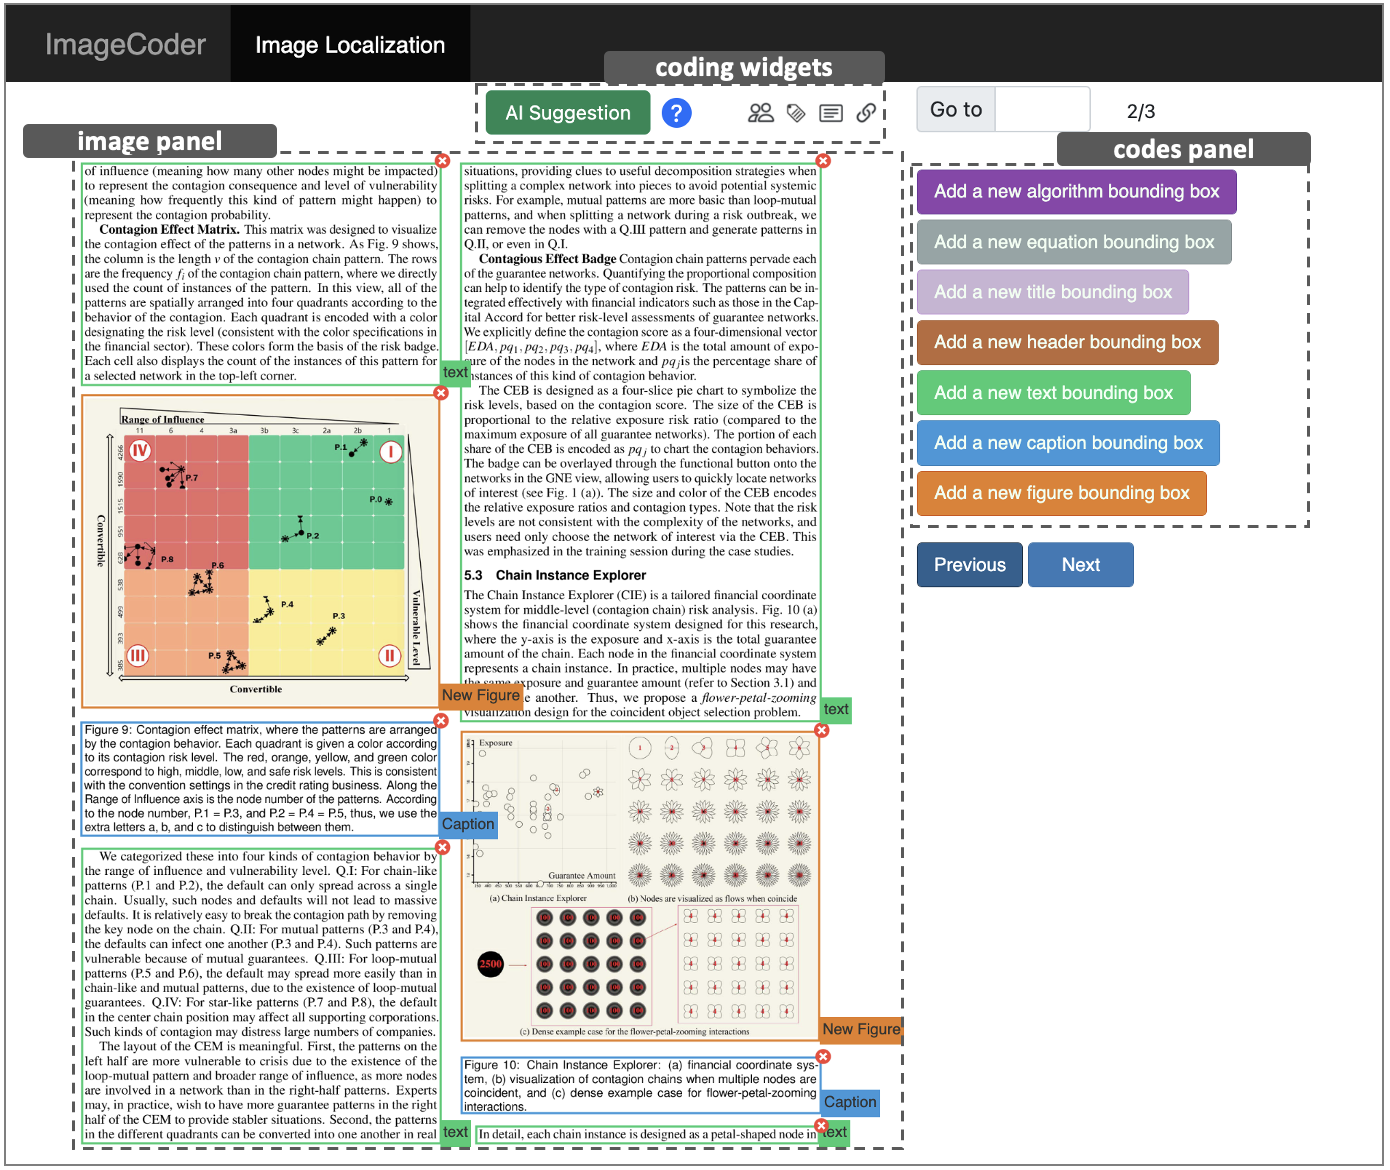 ImageCoder
Image Localization
coding widgets
AI Suggestion
?
Go to
2/3
image panel
codes panel
of influence (meaning how many other nodes might be impacted)
to represent the contagion consequence and level of vulnerability
(meaning how frequently this kind of pattern might happen) to
represent the contagion probability.
Contagion Effect Matrix. This matrix was designed to visualize
the contagion effect of the patterns in a network. As Fig. 9 shows,
the column is the length v of the contagion chain pattern. The rows
are the frequency fi of the contagion chain pattern, where we directly
used the count of instances of the pattern. In this view, all of the
patterns are spatially arranged into four quadrants according to the
behavior of the contagion. Each quadrant is encoded with a color
designating the risk level (consistent with the color specifications in
the financial sector). These colors form the basis of the risk badge.
Each cell also displays the count of the instances of this pattern for
a selected network in the top-left corner.
text
Range of Influence
11 6 4 3a 3b 3c 2a 2b 1
IV
I
P.1
P.7
P.0
P.2
P.8
P.6
P.4
P.3
P.5
III
II
4266
1590
1515
951
628
538
499
393
385
Convertible
Vulnerable Level
Convertible
New Figure
Figure 9: Contagion effect matrix, where the patterns are arranged
by the contagion behavior. Each quadrant is given a color according
to its contagion risk level. The red, orange, yellow, and green color
correspond to high, middle, low, and safe risk levels. This is consistent
with the convention settings in the credit rating business. Along the
Range of Influence axis is the node number of the patterns. According
to the node number, P.1 = P.3, and P.2 = P.4 = P.5, thus, we use the
extra letters a, b, and c to distinguish between them.
Caption
We categorized these into four kinds of contagion behavior by
the range of influence and vulnerability level. Q.I: For chain-like
patterns (P.1 and P.2), the default can only spread across a single
chain. Usually, such nodes and defaults will not lead to massive
defaults. It is relatively easy to break the contagion path by removing
the key node on the chain. Q.II: For mutual patterns (P.3 and P.4),
the defaults can infect one another (P.3 and P.4). Such patterns are
vulnerable because of mutual guarantees. Q.III: For loop-mutual
patterns (P.5 and P.6), the default may spread more easily than in
chain-like and mutual patterns, due to the existence of loop-mutual
guarantees. Q.IV: For star-like patterns (P.7 and P.8), the default
in the center chain position may affect all supporting corporations.
Such kinds of contagion may distress large numbers of companies.
The layout of the CEM is meaningful. First, the patterns on the
left half are more vulnerable to crisis due to the existence of the
loop-mutual pattern and broader range of influence, as more nodes
are involved in a network than in the right-half patterns. Experts
may, in practice, wish to have more guarantee patterns in the right
half of the CEM to provide stabler situations. Second, the patterns
in the different quadrants can be converted into one another in real
text
situations, providing clues to useful decomposition strategies when
splitting a complex network into pieces to avoid potential systemic
risks. For example, mutual patterns are more basic than loop-mutual
patterns, and when splitting a network during a risk outbreak, we
can remove the nodes with a Q.III pattern and generate patterns in
Q.II, or even in Q.I.
Contagious Effect Badge Contagion chain patterns pervade each
of the guarantee networks. Quantifying the proportional composition
can help to identify the type of contagion risk. The patterns can be in-
tegrated effectively with financial indicators such as those in the Cap-
ital Accord for better risk-level assessments of guarantee networks.
We explicitly define the contagion score as a four-dimensional vector
[EDA, pq1, pq2, pq3, pq4], where EDA is the total amount of expo-
sure of the nodes in the network and pqj is the percentage share of
instances of this kind of contagion behavior.
The CEB is designed as a four-slice pie chart to symbolize the
risk levels, based on the contagion score. The size of the CEB is
proportional to the relative exposure risk ratio (compared to the
maximum exposure of all guarantee networks). The portion of each
share of the CEB is encoded as pqj to chart the contagion behaviors.
The badge can be overlayed through the functional button onto the
networks in the GNE view, allowing users to quickly locate networks
of interest (see Fig. 1 (a)). The size and color of the CEB encodes
the relative exposure ratios and contagion types. Note that the risk
levels are not consistent with the complexity of the networks, and
users need only choose the network of interest via the CEB. This
was emphasized in the training session during the case studies.
5.3 Chain Instance Explorer
The Chain Instance Explorer (CIE) is a tailored financial coordinate
system for middle-level (contagion chain) risk analysis. Fig. 10 (a)
shows the financial coordinate system designed for this research,
where the y-axis is the exposure and x-axis is the total guarantee
amount of the chain. Each node in the financial coordinate system
represents a chain instance. In practice, multiple nodes may have
the same exposure and guarantee amount (refer to Section 3.1) and
e another. Thus, we propose a flower-petal-zooming
visualization design for the coincident object selection problem.
text
Exposure
1 2 3 4 5 6
Guarantee Amount
(a) Chain Instance Explorer
(b) Nodes are visualized as flows when coincide
2500
(c) Dense example case for the flower-petal-zooming interactions
New Figure
Figure 10: Chain Instance Explorer: (a) financial coordinate sys-
tem, (b) visualization of contagion chains when multiple nodes are
coincident, and (c) dense example case for flower-petal-zooming
interactions.
Caption
In detail, each chain instance is designed as a petal-shaped node in
text
Add a new algorithm bounding box
Add a new equation bounding box
Add a new title bounding box
Add a new header bounding box
Add a new text bounding box
Add a new caption bounding box
Add a new figure bounding box
Previous
Next